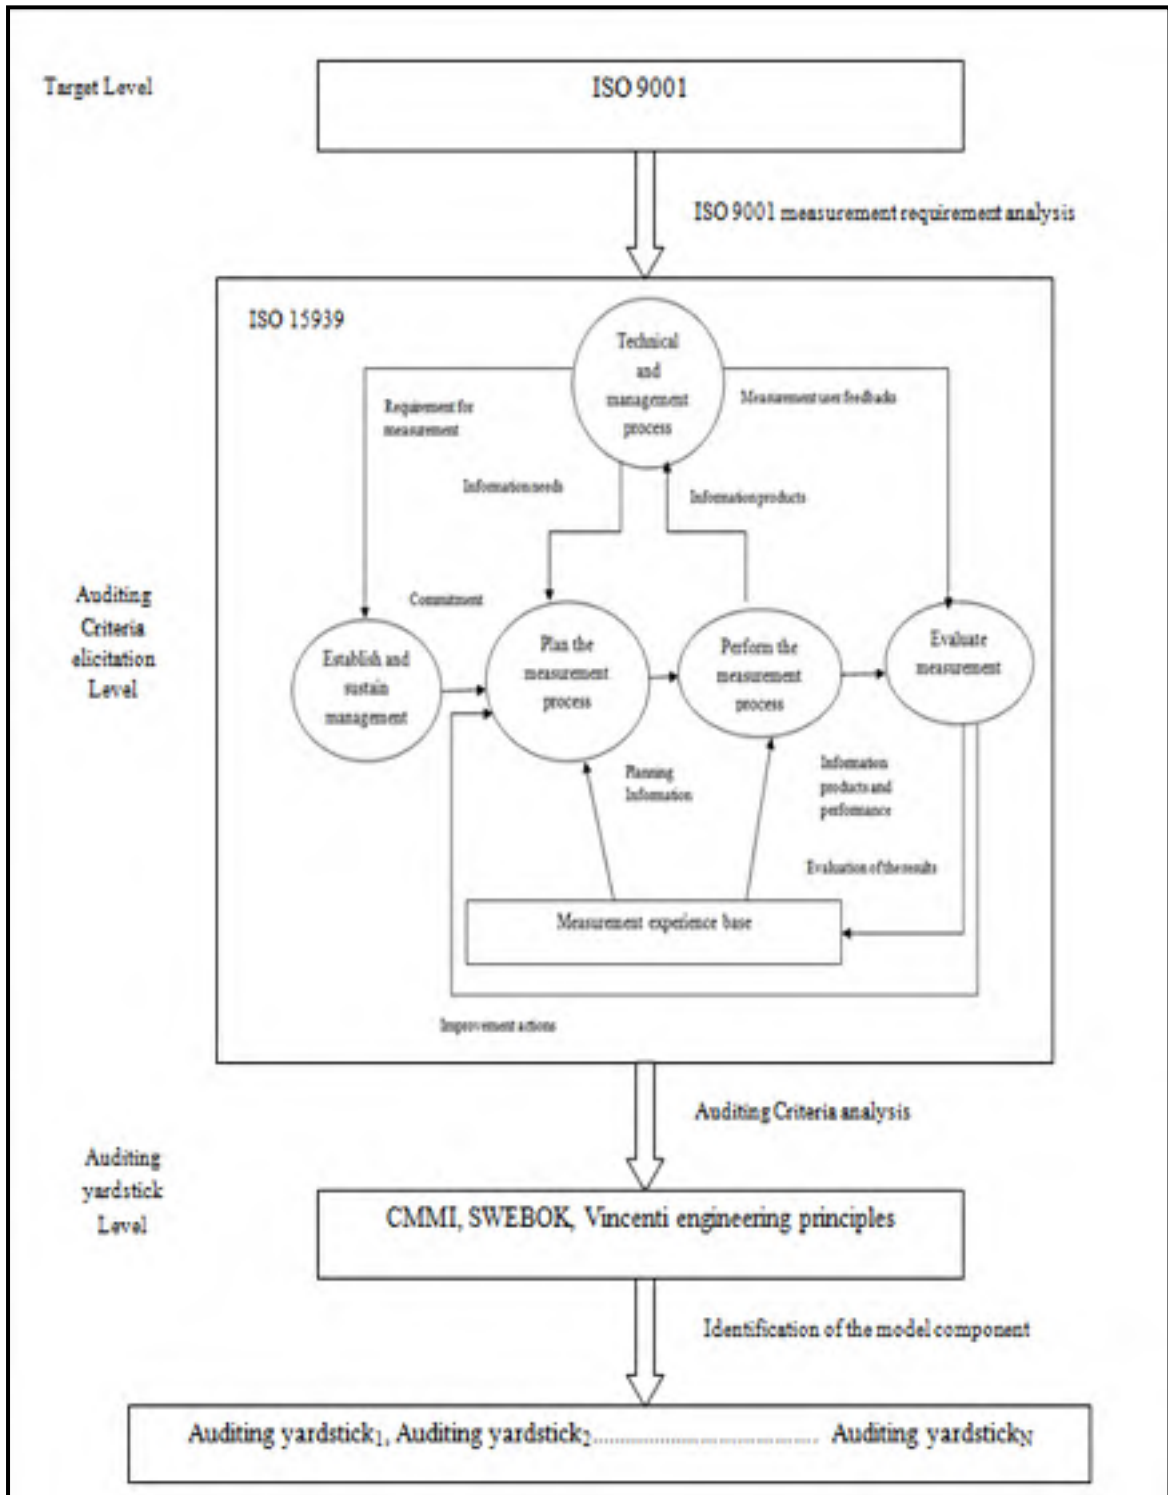 Target Level
ISO 9001
ISO 9001 measurement requirement analysis
ISO 15939
Technical
and
management
process
Requirement for
measurement
Measurement user feedbacks
Information needs
Information products
Commitment
Establish and
sustain
management
Plan the
measurement
process
Perform the
measurement
process
Evaluate
measurement
Auditing
Criteria
elicitation
Level
Planning
Information
Information
products and
performance
Evaluation of the results
Measurement experience base
Improvement actions
Auditing Criteria analysis
Auditing
yardstick
Level
CMMI, SWEBOK, Vincenti engineering principles
Identification of the model component
Auditing yardstick1, Auditing yardstick2............................................ Auditing yardstickN